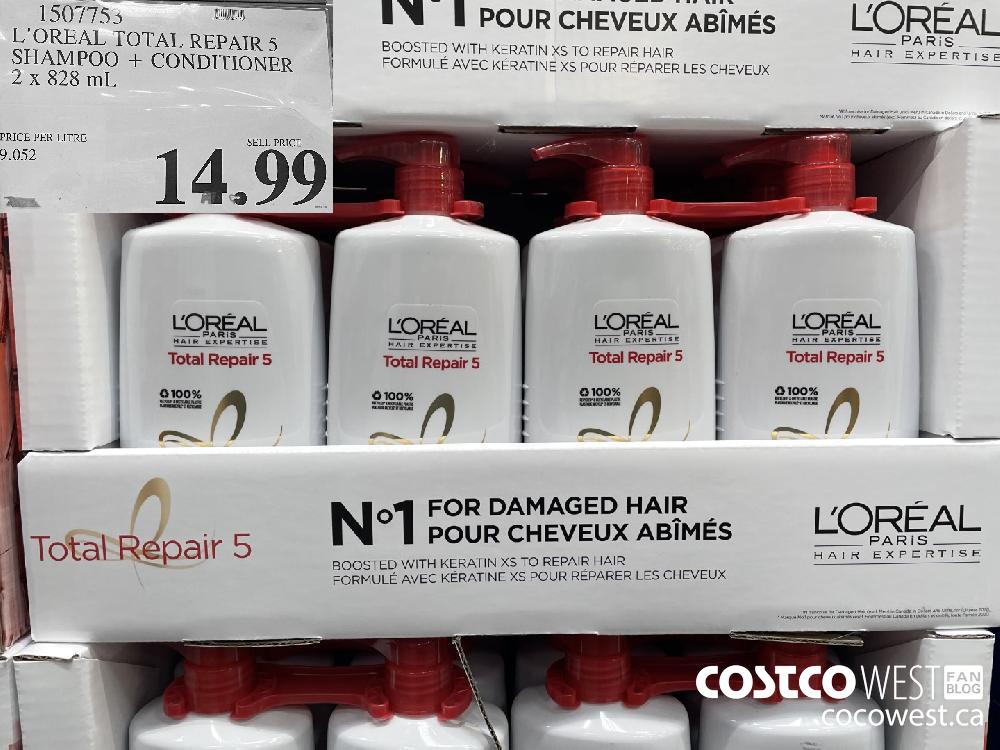 1507753
L'OREAL TOTAL REPAIR 5
SHAMPOO + CONDITIONER
2 x 828 mL
PRICE PER LITRE
9.052
SELL PRICE
14.99
N°1
POUR CHEVEUX ABÎMÉS
BOOSTED WITH KERATIN XS TO REPAIR HAIR
FORMULÉ AVEC KÉRATINE XS POUR RÉPARER LES CHEVEUX
L'ORÉAL
PARIS
HAIR EXPERTISE
L'ORÉAL
PARIS
HAIR EXPERTISE
Total Repair 5
100%
L'ORÉAL
PARIS
HAIR EXPERTISE
Total Repair 5
100%
L'ORÉAL
PARIS
HAIR EXPERTISE
Total Repair 5
100%
L'ORÉAL
PARIS
HAIR EXPERTISE
Total Repair 5
100%
Total Repair 5
N°1 FOR DAMAGED HAIR
POUR CHEVEUX ABÎMÉS
BOOSTED WITH KERATIN XS TO REPAIR HAIR
FORMULÉ AVEC KÉRATINE XS POUR RÉPARER LES CHEVEUX
L'ORÉAL
PARIS
HAIR EXPERTISE
COSTCO WEST FAN BLOG
cocowest.ca